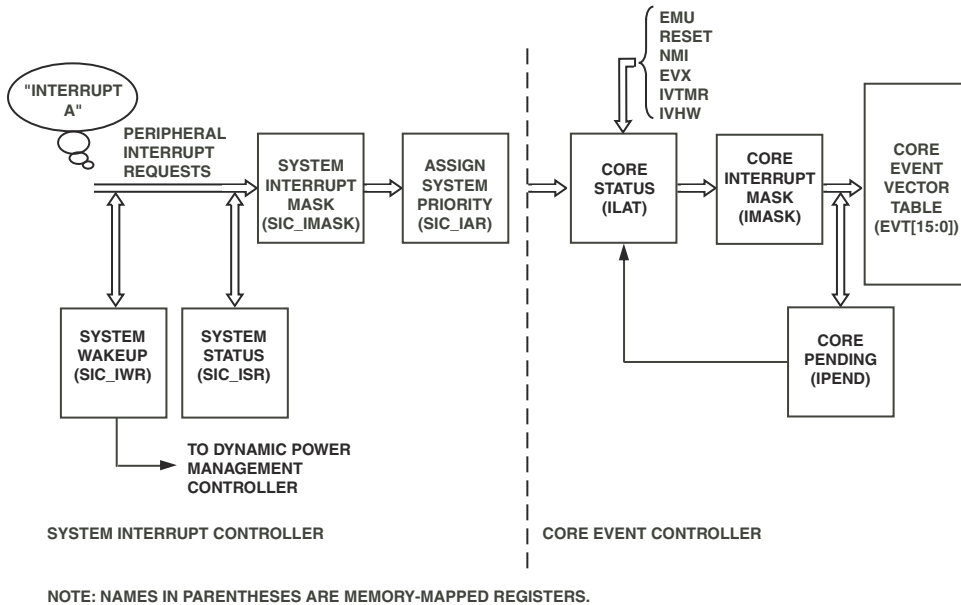 "INTERRUPT
A"
PERIPHERAL
INTERRUPT
REQUESTS
SYSTEM
INTERRUPT
MASK
(SIC_IMASK)
ASSIGN
SYSTEM
PRIORITY
(SIC_IAR)
EMU
RESET
NMI
EVX
IVTMR
IVHW
CORE
STATUS
(ILAT)
CORE
INTERRUPT
MASK
(IMASK)
CORE
EVENT
VECTOR
TABLE
(EVT[15:0])
SYSTEM
WAKEUP
(SIC_IWR)
SYSTEM
STATUS
(SIC_ISR)
CORE
PENDING
(IPEND)
TO DYNAMIC POWER
MANAGEMENT
CONTROLLER
SYSTEM INTERRUPT CONTROLLER
CORE EVENT CONTROLLER
NOTE: NAMES IN PARENTHESES ARE MEMORY-MAPPED REGISTERS.